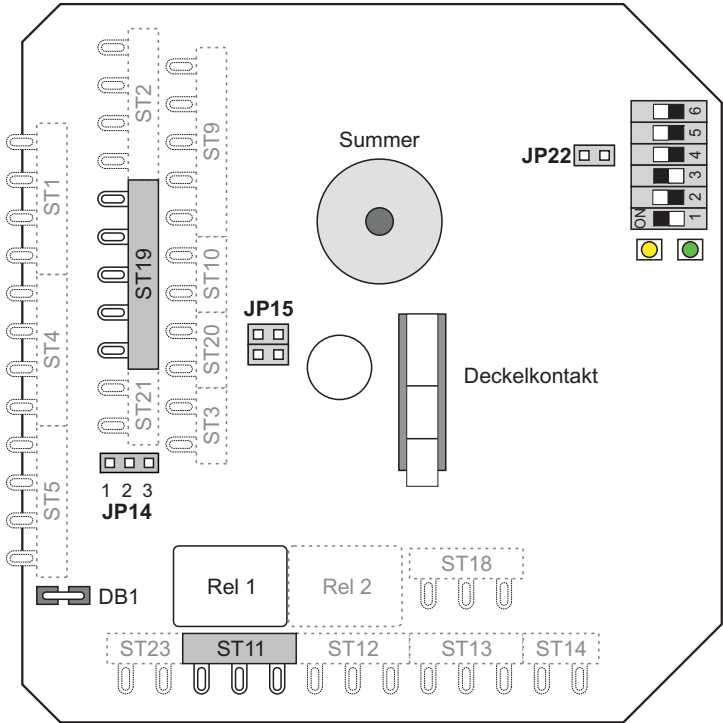 ST2
ST9
Summer
JP22
6
5
4
3
2
1
ON
ST1
ST19
ST10
JP15
ST4
ST20
Deckelkontakt
ST21
ST3
ST5
1 2 3
JP14
DB1
Rel 1
Rel 2
ST18
ST23
ST11
ST12
ST13
ST14